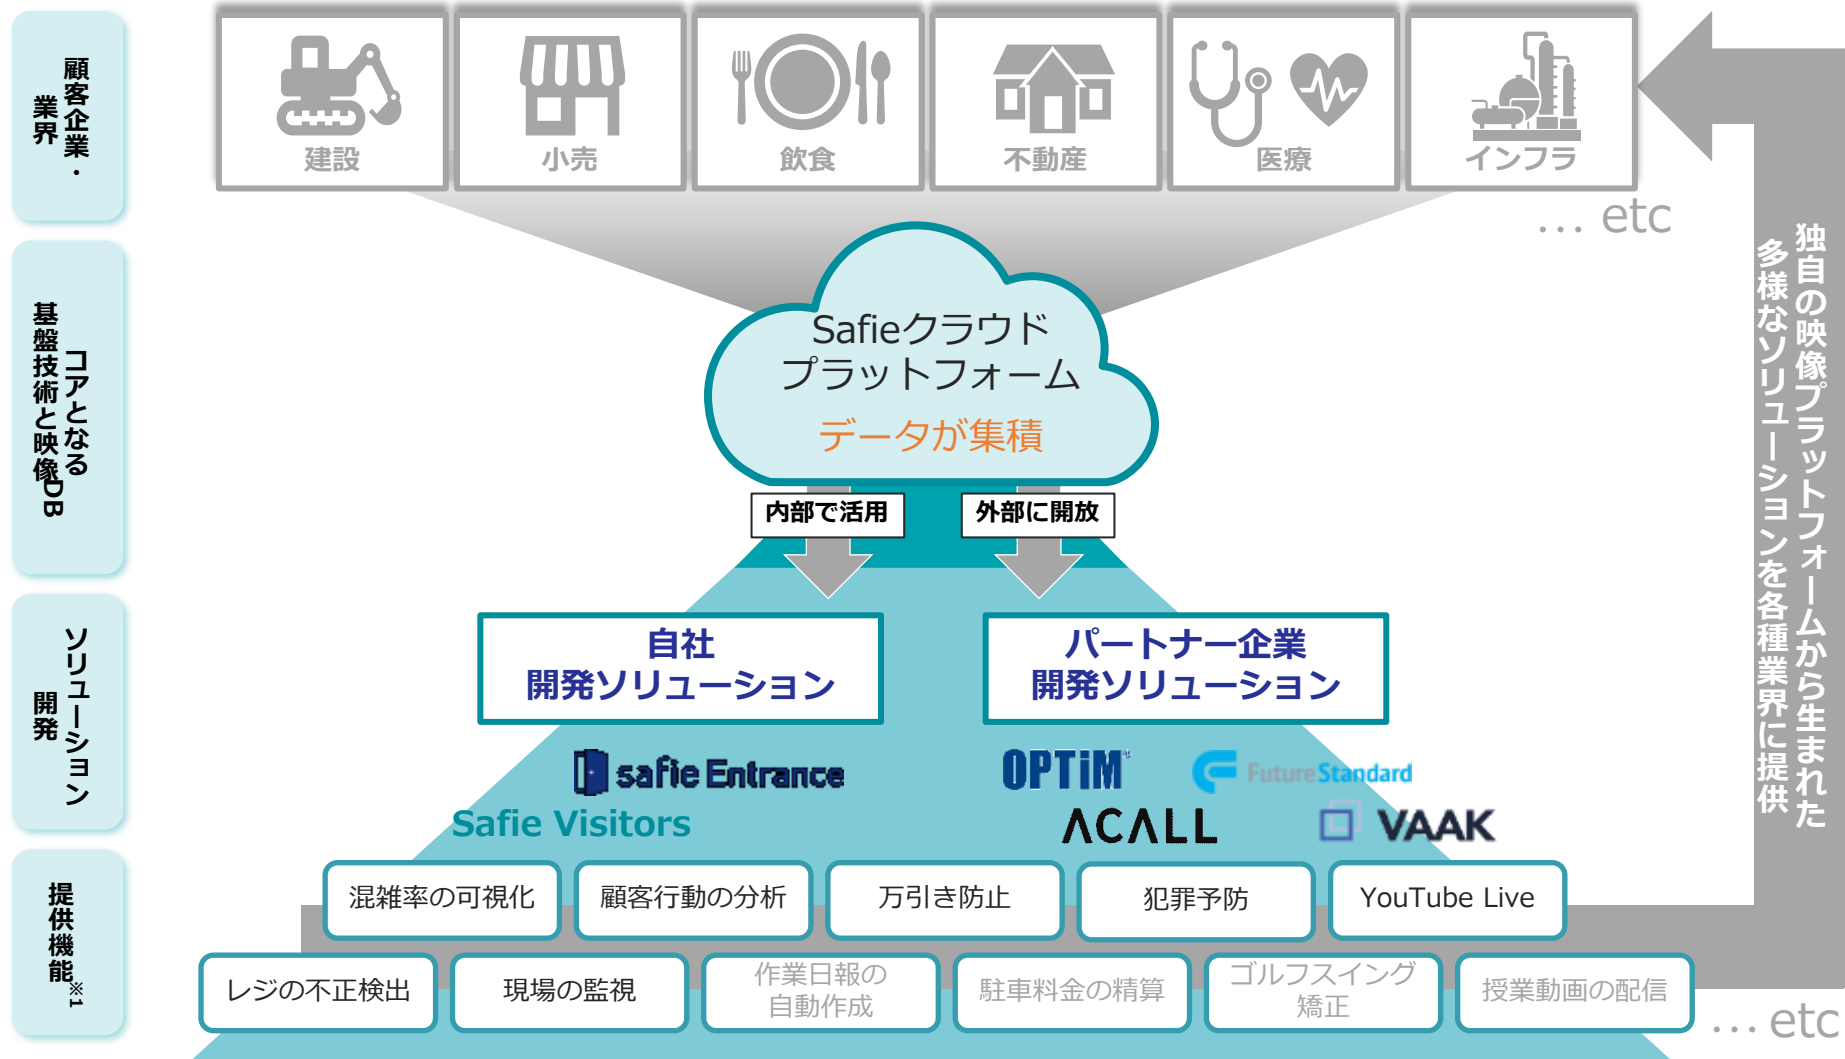 顧客企業・
業界
建設
小売
飲食
不動産
医療
インフラ
... etc
コアとなる
基盤技術と映像DB
Safieクラウド
プラットフォーム
データが集積
内部で活用
外部に開放
ソリューション
開発
自社
開発ソリューション
パートナー企業
開発ソリューション
safie Entrance
Safie Visitors
OPTiM®
FutureStandard
ACALL
VAAK
提供機能※1
混雑率の可視化
顧客行動の分析
万引き防止
犯罪予防
YouTube Live
レジの不正検出
現場の監視
作業日報の
自動作成
駐車料金の精算
ゴルフスイング
矯正
授業動画の配信
... etc
独自の映像プラットフォームから生まれた
多様なソリューションを各種業界に提供